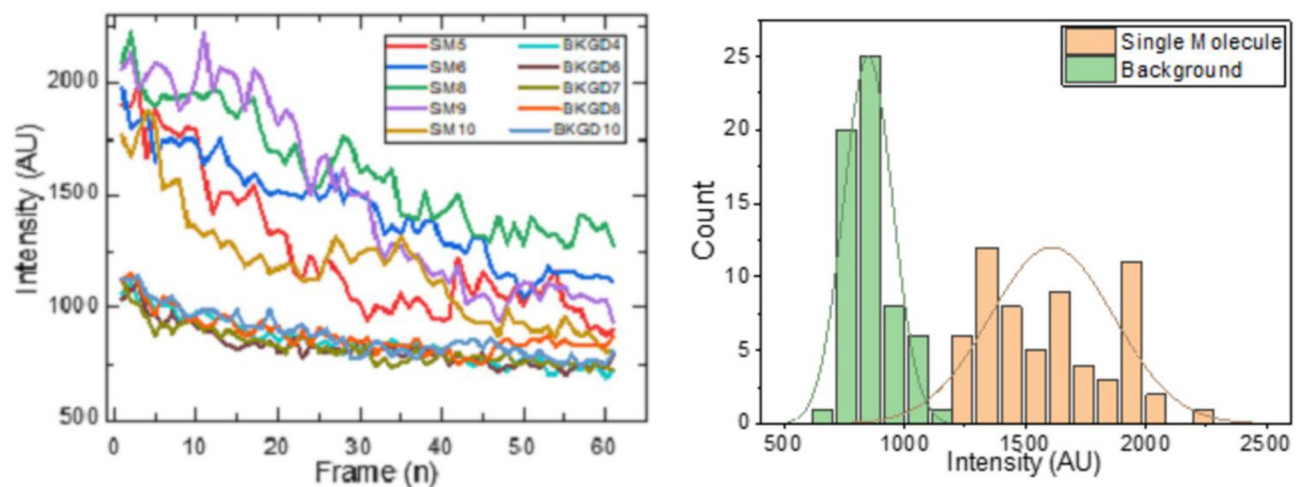 SM5 BKGD4
SM6 BKGD6
SM8 BKGD7
SM9 BKGD8
SM10 BKGD10
2000
1500
1000
500
Intensity (AU)
0 10 20 30 40 50 60
Frame (n)
Single Molecule
Background
25
20
15
10
5
0
Count
500 1000 1500 2000 2500
Intensity (AU)